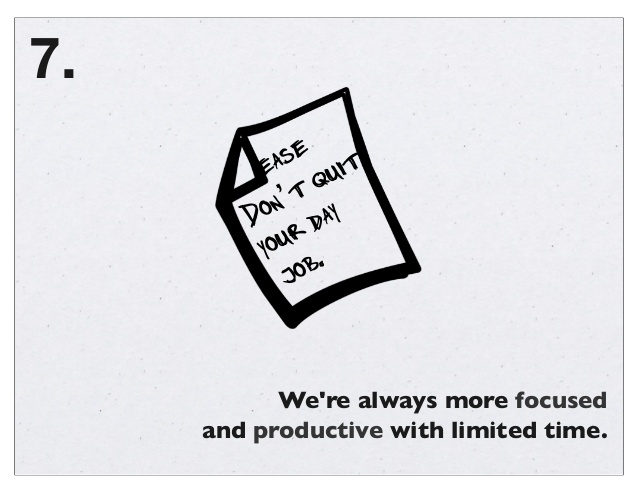 7.
EASE
DON'T QUIT
YOUR DAY
JOB.
We're always more focused
and productive with limited time.